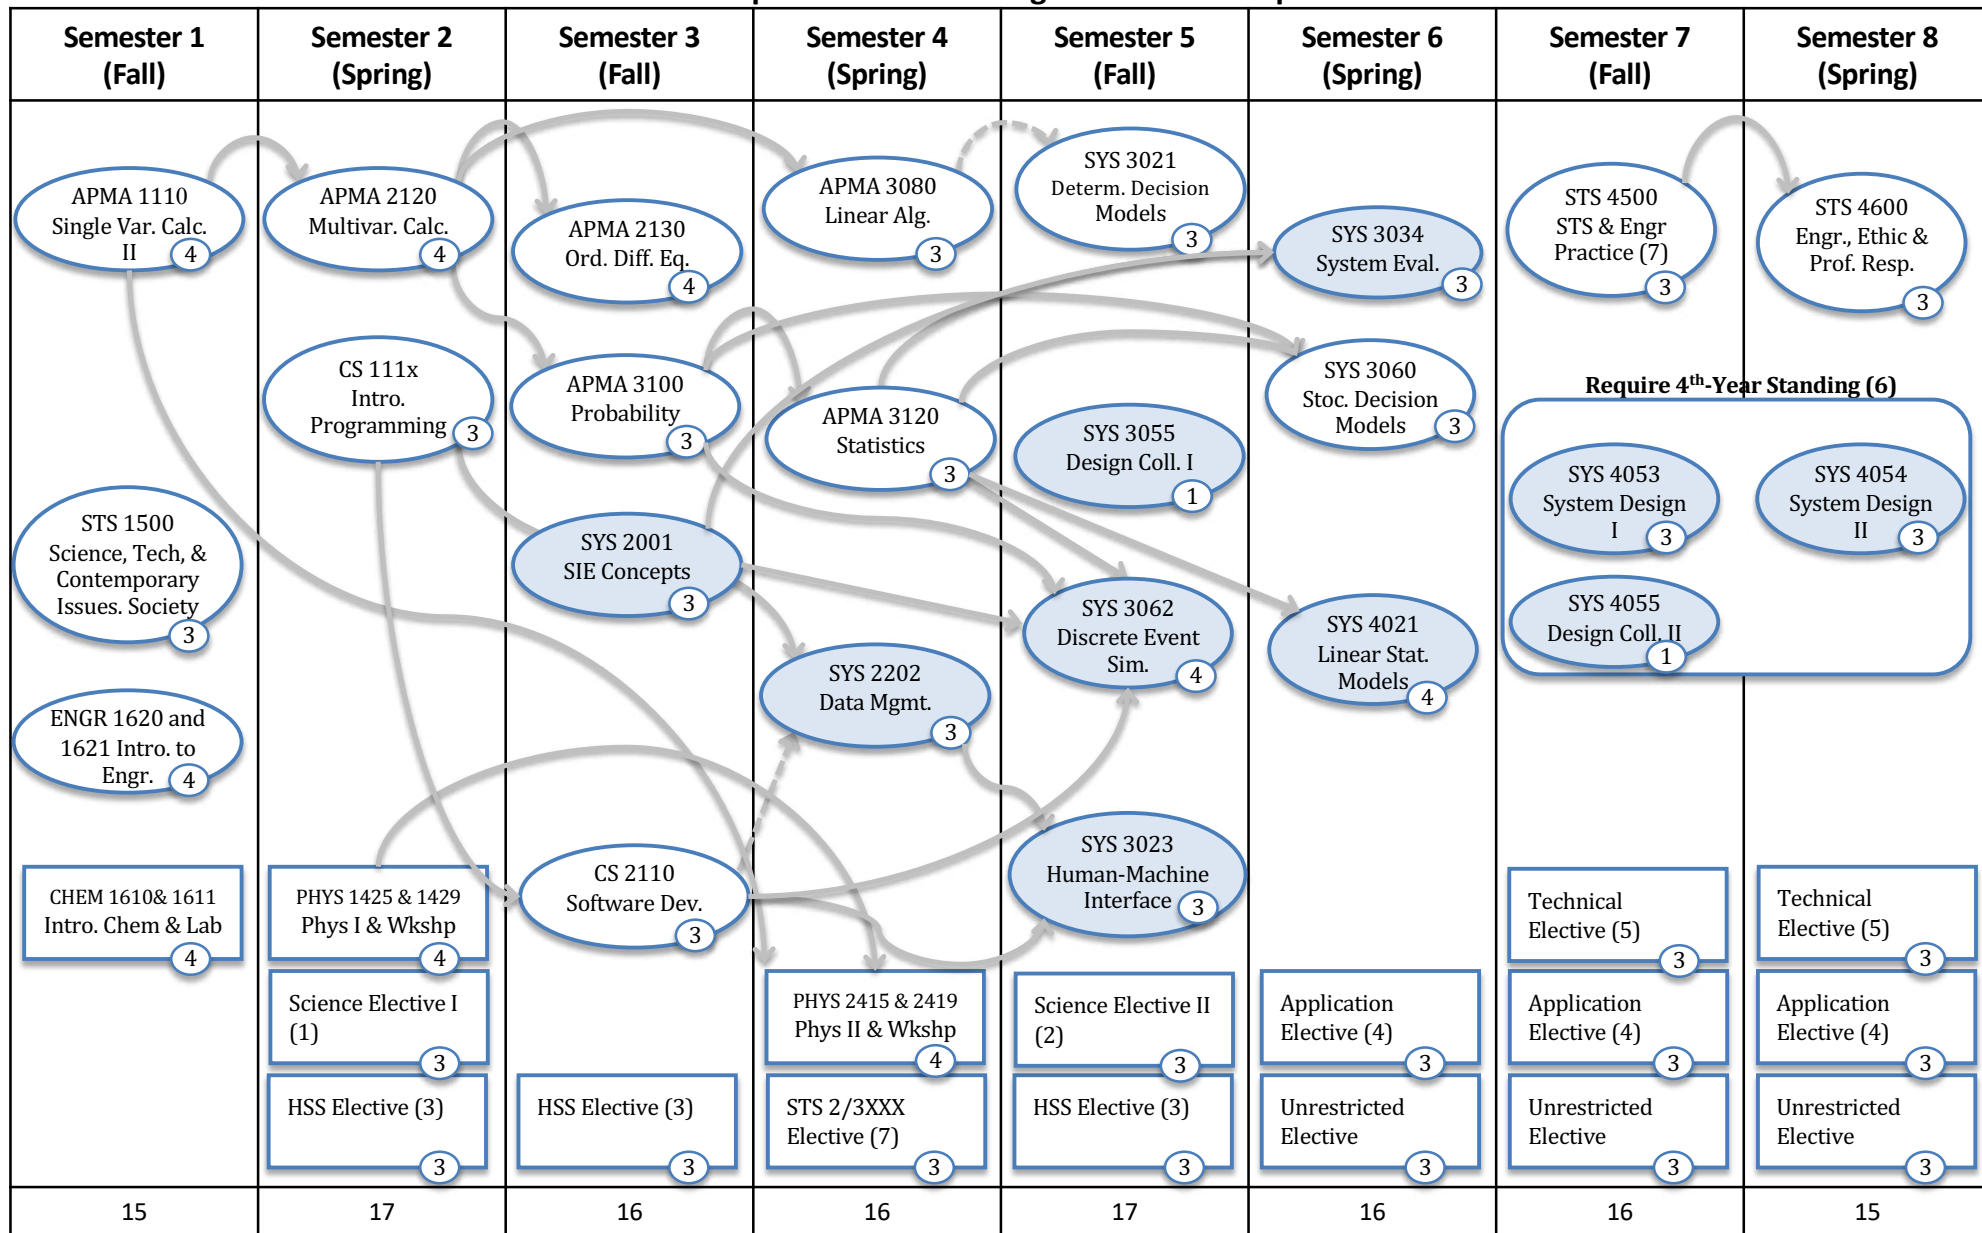 Semester 1
(Fall)
Semester 2
(Spring)
Semester 3
(Fall)
Semester 4
(Spring)
Semester 5
(Fall)
Semester 6
(Spring)
Semester 7
(Fall)
Semester 8
(Spring)
APMA 1110
Single Var. Calc.
II
4
STS 1500
Science, Tech, &
Contemporary
Issues. Society
3
ENGR 1620 and
1621 Intro. to
Engr.
4
CHEM 1610& 1611
Intro. Chem & Lab
4
15
APMA 2120
Multivar. Calc.
4
CS 111x
Intro.
Programming
3
PHYS 1425 & 1429
Phys I & Wkshp
4
Science Elective I
(1)
3
HSS Elective (3)
3
17
APMA 2130
Ord. Diff. Eq.
4
APMA 3100
Probability
3
SYS 2001
SIE Concepts
3
CS 2110
Software Dev.
3
HSS Elective (3)
3
16
APMA 3080
Linear Alg.
3
APMA 3120
Statistics
3
SYS 2202
Data Mgmt.
3
PHYS 2415 & 2419
Phys II & Wkshp
4
STS 2/3XXX
Elective (7)
3
16
SYS 3021
Determ. Decision
Models
3
SYS 3055
Design Coll. I
1
SYS 3062
Discrete Event
Sim.
4
SYS 3023
Human-Machine
Interface
3
Science Elective II
(2)
3
HSS Elective (3)
3
17
SYS 3034
System Eval.
3
SYS 3060
Stoc. Decision
Models
3
SYS 4021
Linear Stat.
Models
4
Application
Elective (4)
3
Unrestricted
Elective
3
16
STS 4500
STS & Engr
Practice (7)
3
Require 4th-Year Standing (6)
SYS 4053
System Design
I
3
SYS 4055
Design Coll. II
1
Technical
Elective (5)
3
Application
Elective (4)
3
Unrestricted
Elective
3
16
STS 4600
Engr., Ethic &
Prof. Resp.
3
SYS 4054
System Design
II
3
Technical
Elective (5)
3
Application
Elective (4)
3
Unrestricted
Elective
3
15